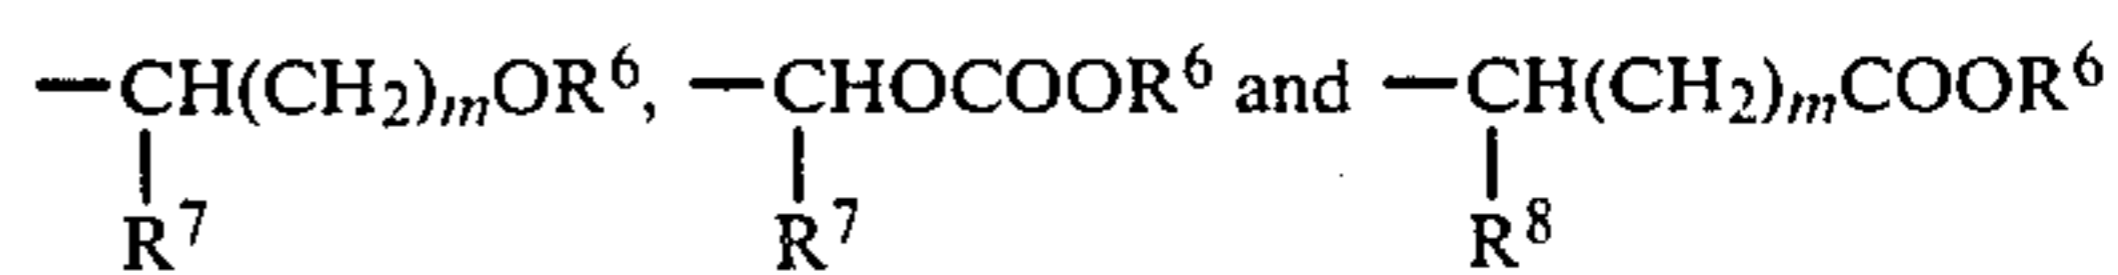 —CH(CH₂)ₘOR⁶, —CHOCOOR⁶ and —CH(CH₂)ₘCOOR⁶
R⁷ R⁷ R⁸